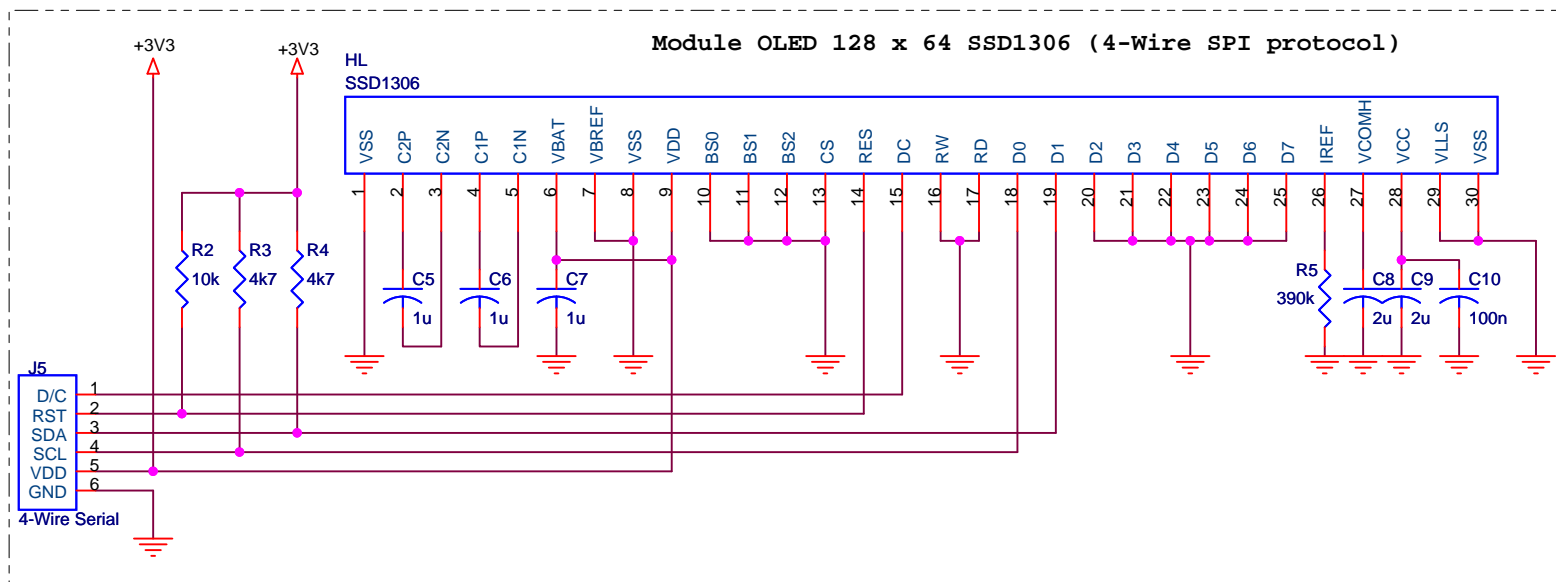 Module OLED 128 x 64 SSD1306 (4-Wire SPI protocol)
+3V3
+3V3
HL
SSD1306
VSS C2P C2N C1P C1N VBAT VBREF VSS VDD BS0 BS1 BS2 CS RES DC RW RD D0 D1 D2 D3 D4 D5 D6 D7 IREF VCOMH VCC VLLS VSS
1 2 3 4 5 6 7 8 9 10 11 12 13 14 15 16 17 18 19 20 21 22 23 24 25 26 27 28 29 30
R2
10k
R3
4k7
R4
4k7
C5
1u
C6
1u
C7
1u
R5
390k
C8
2u
C9
2u
C10
100n
J5
D/C 1
RST 2
SDA 3
SCL 4
VDD 5
GND 6
4-Wire Serial